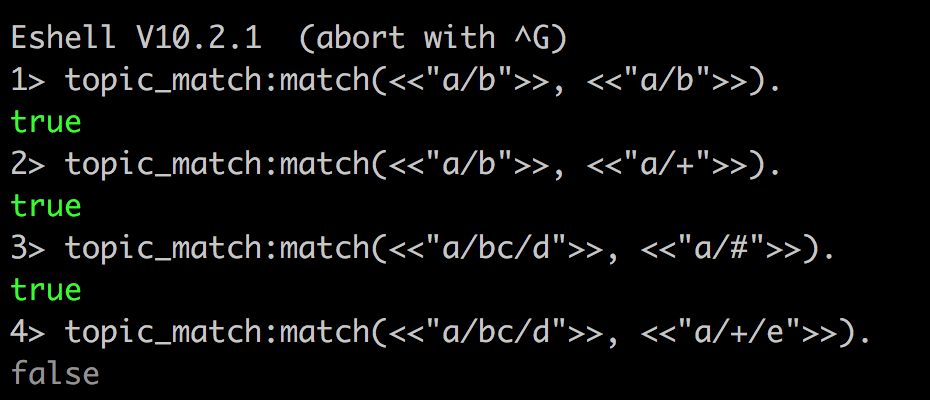 Eshell V10.2.1  (abort with ^G)
1> topic_match:match(<<"a/b">>, <<"a/b">>).
true
2> topic_match:match(<<"a/b">>, <<"a/+">>).
true
3> topic_match:match(<<"a/bc/d">>, <<"a/#">>).
true
4> topic_match:match(<<"a/bc/d">>, <<"a/+/e">>).
false